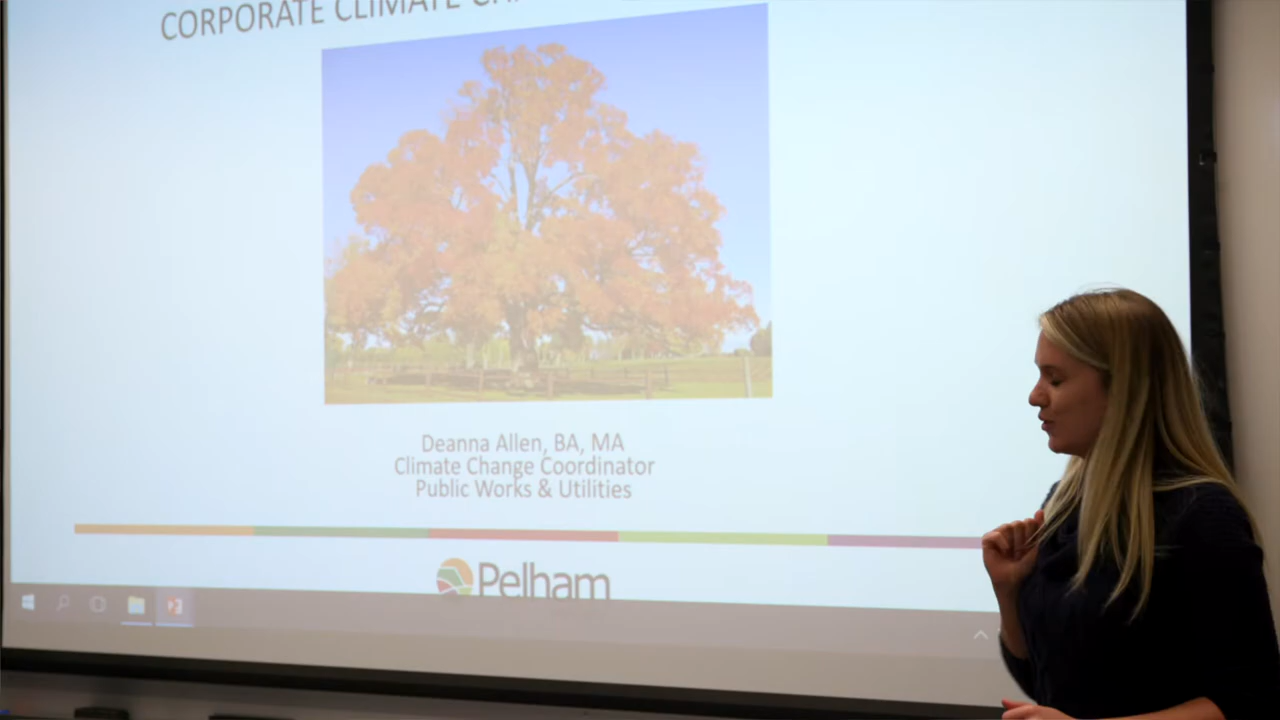 CORPORATE CLIMATE
Deanna Allen, BA, MA
Climate Change Coordinator
Public Works & Utilities
Pelham